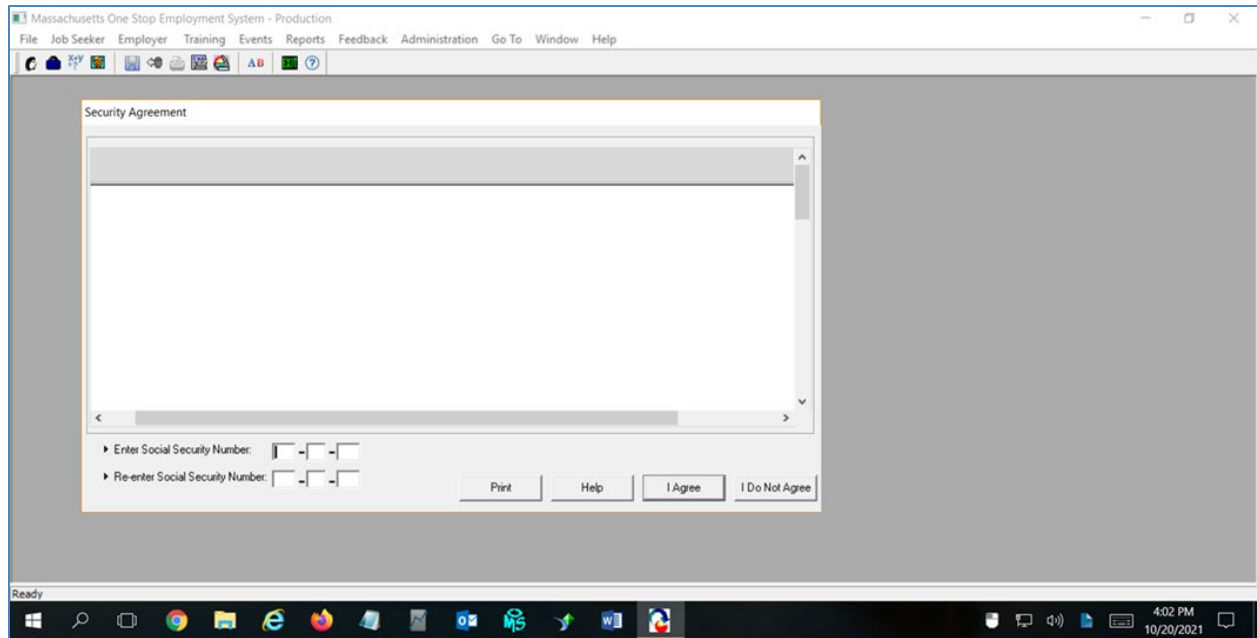 Massachusetts One Stop Employment System - Production
File Job Seeker Employer Training Events Reports Feedback Administration Go To Window Help
AB
Security Agreement
Enter Social Security Number: - -
Re-enter Social Security Number: - -
Print Help I Agree I Do Not Agree
Ready
4:02 PM
10/20/2021